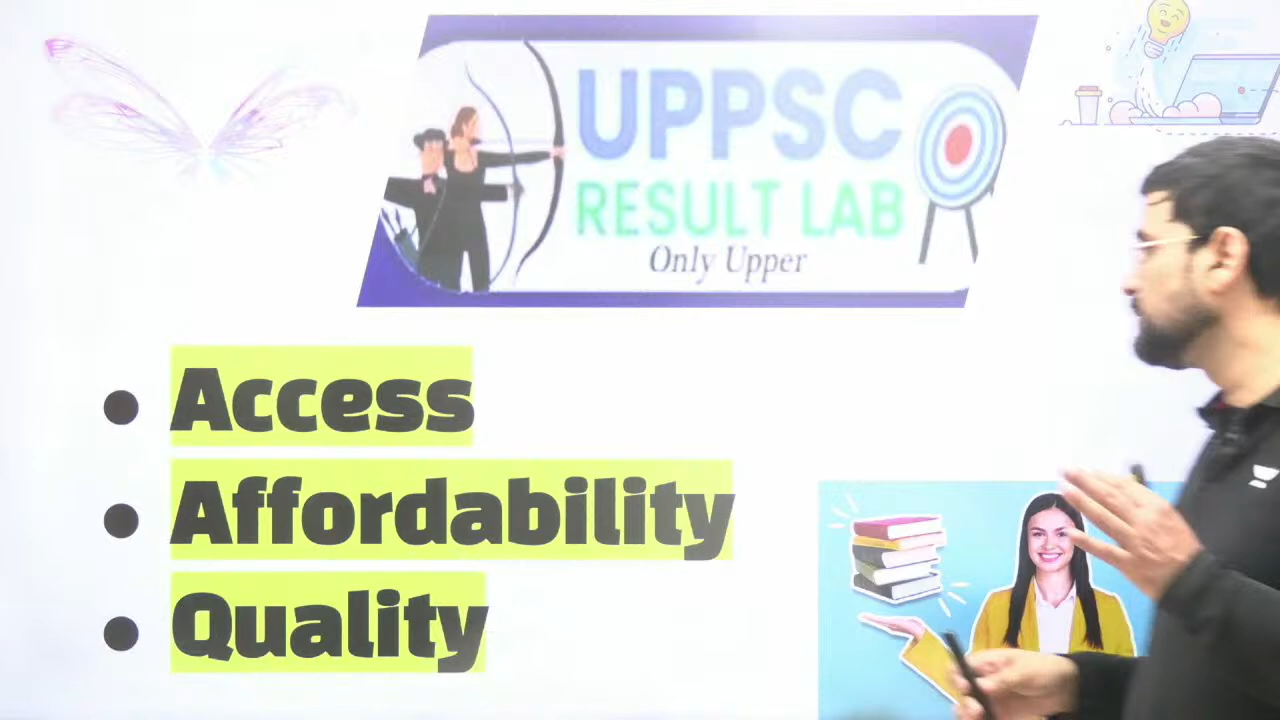 UPPSC
RESULT LAB
Only Upper
• Access
• Affordability
• Quality